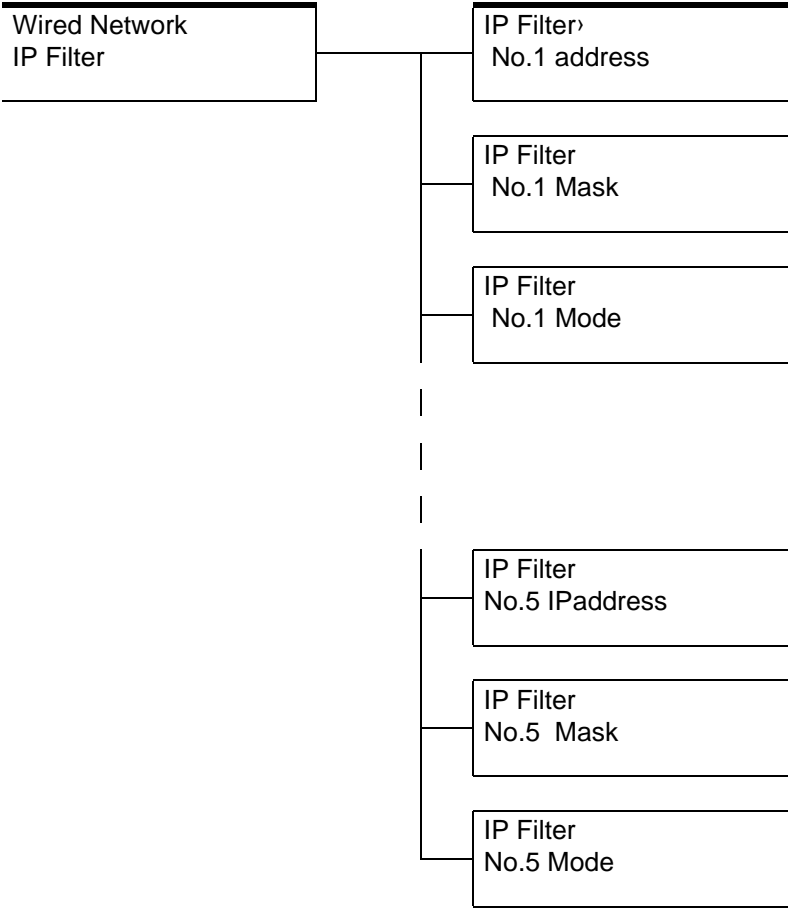 Wired Network
IP Filter
IP Filter›
No.1 address
IP Filter
No.1 Mask
IP Filter
No.1 Mode
IP Filter
No.5 IPaddress
IP Filter
No.5  Mask
IP Filter
No.5 Mode